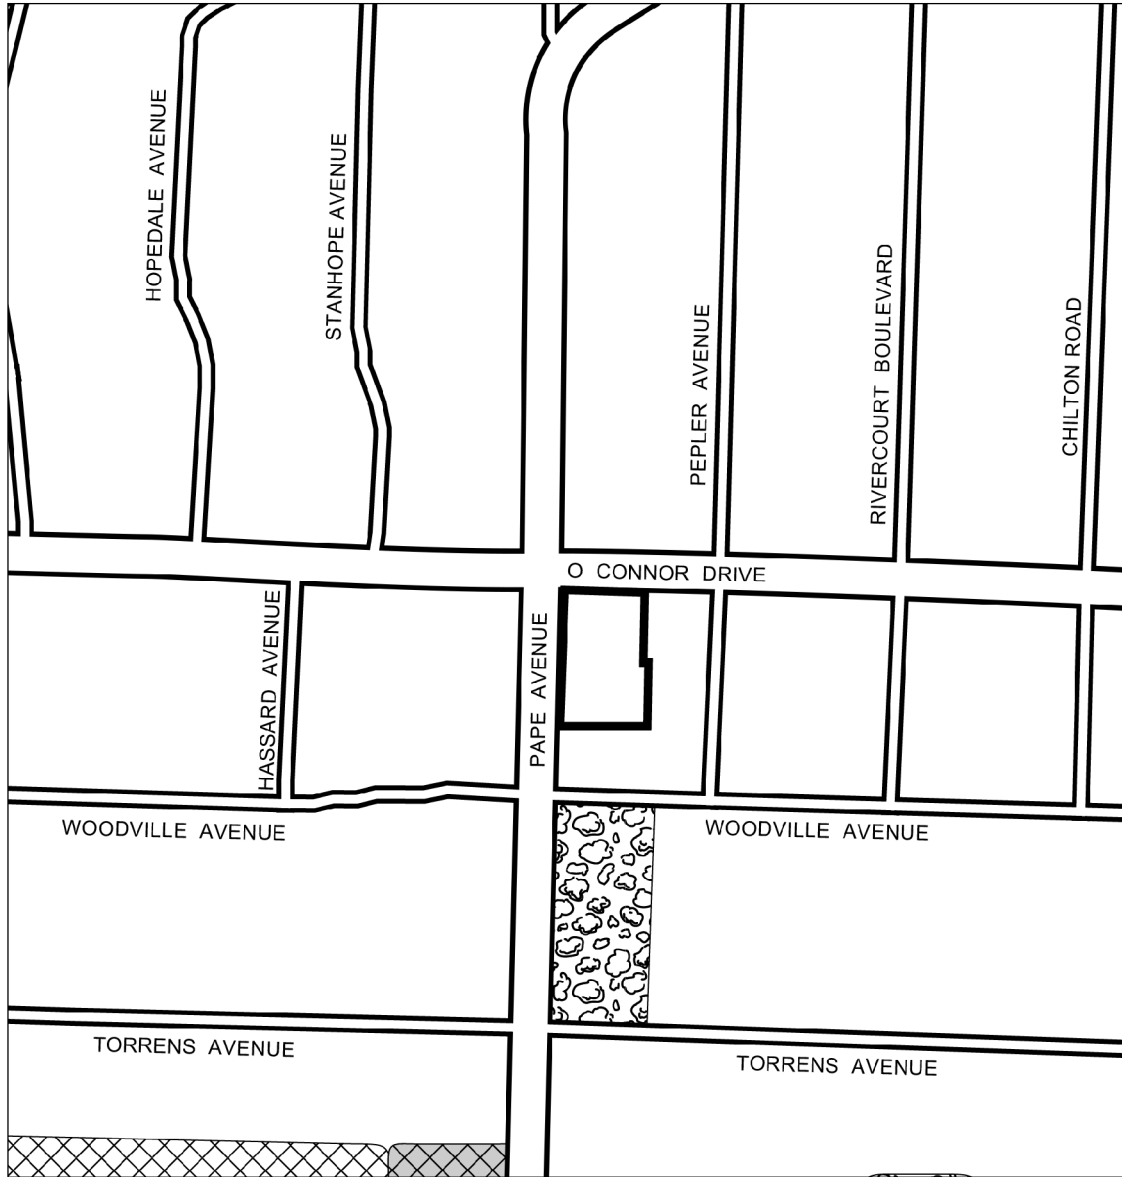 HOPEDALE AVENUE
STANHOPE AVENUE
PEPLER AVENUE
RIVERCOURT BOULEVARD
CHILTON ROAD
O CONNOR DRIVE
HASSARD AVENUE
PAPE AVENUE
WOODVILLE AVENUE
WOODVILLE AVENUE
TORRENS AVENUE
TORRENS AVENUE